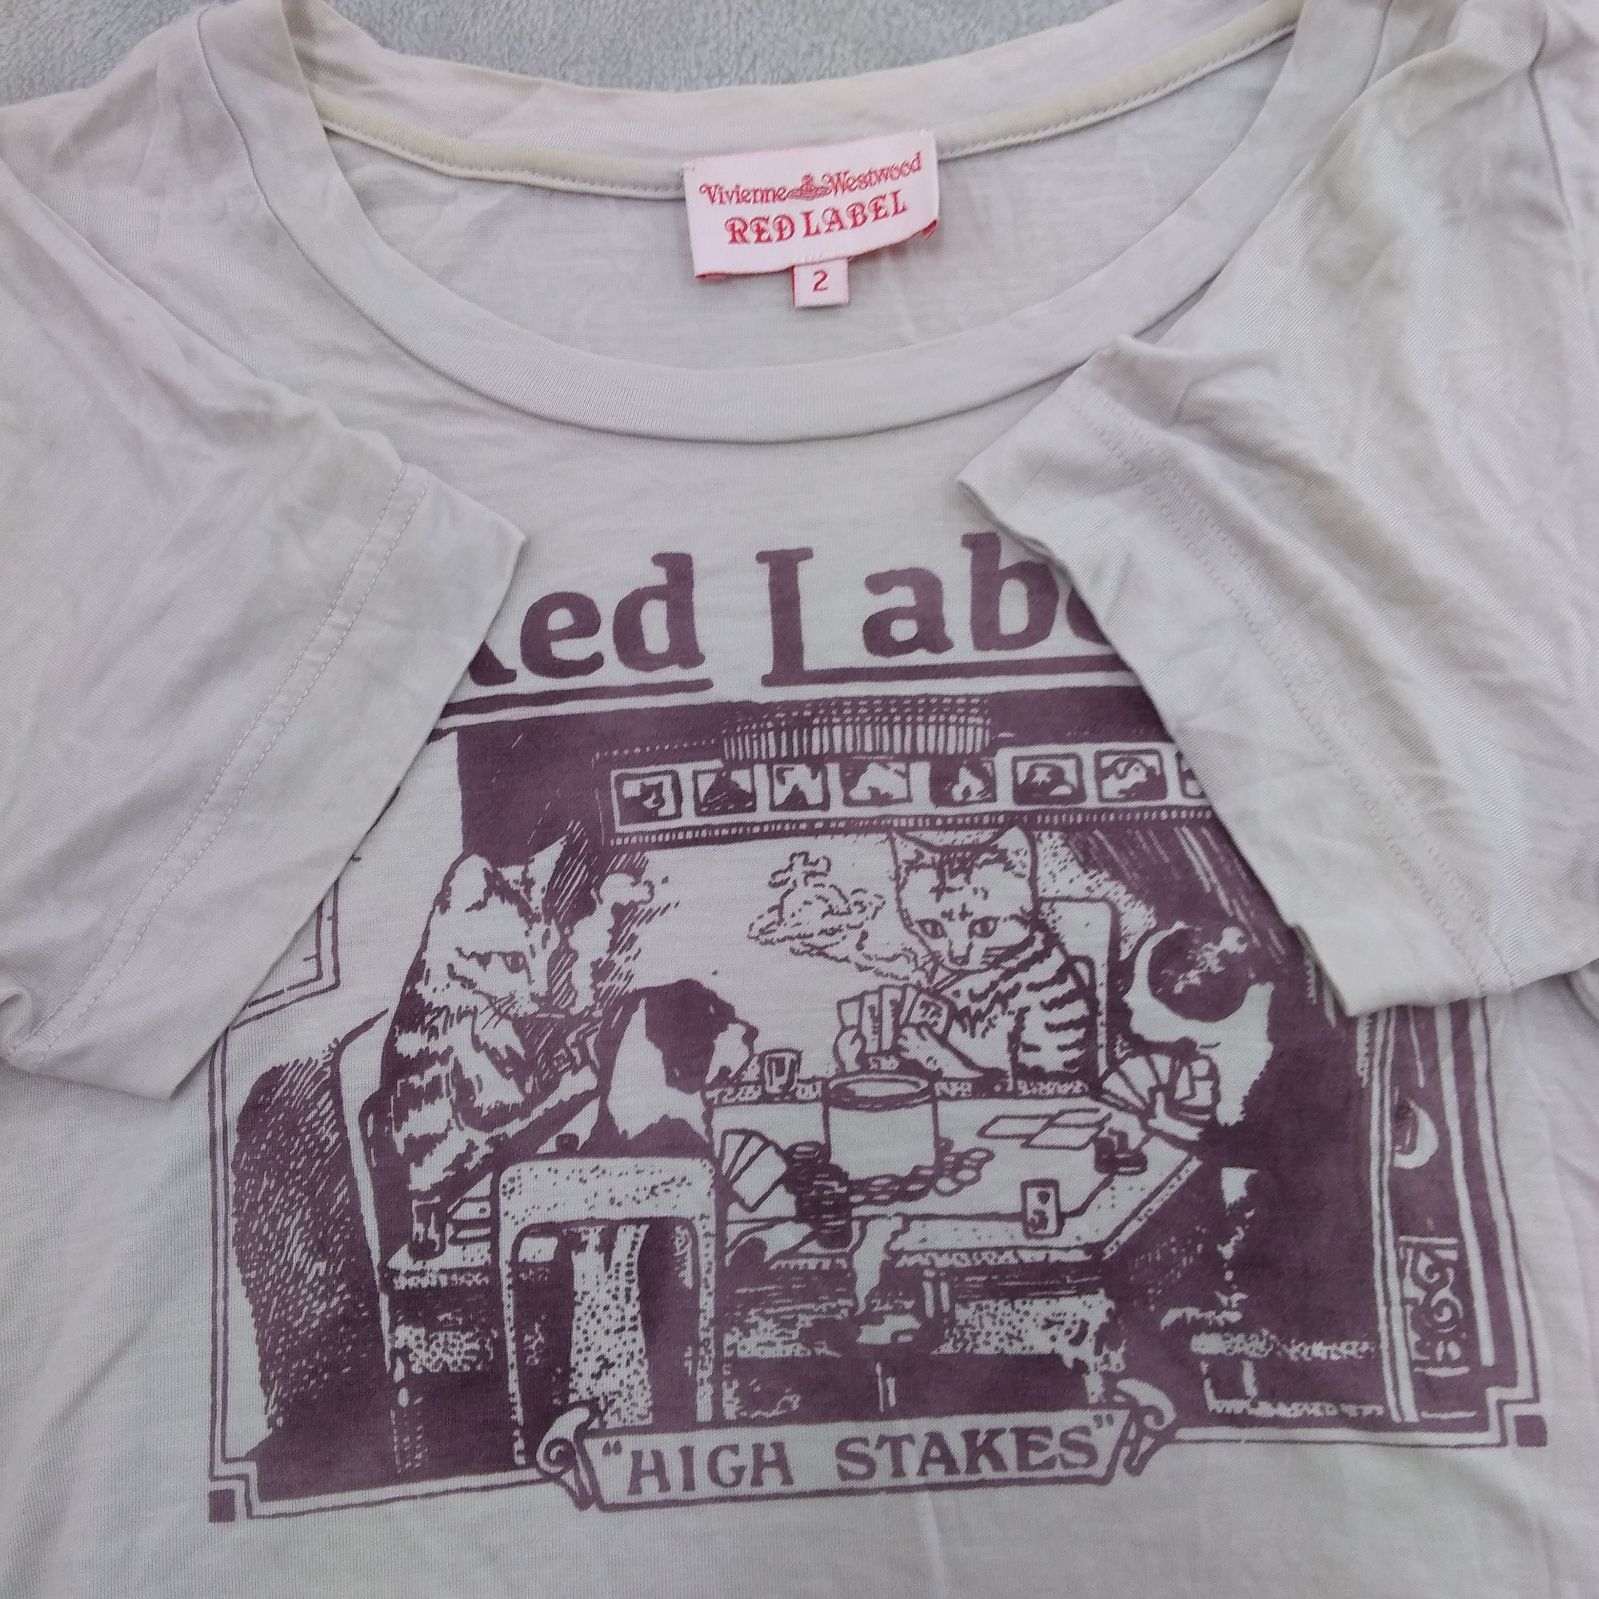 Vivienne Westwood
RED LABEL
2
Red Labe
"HIGH STAKES"